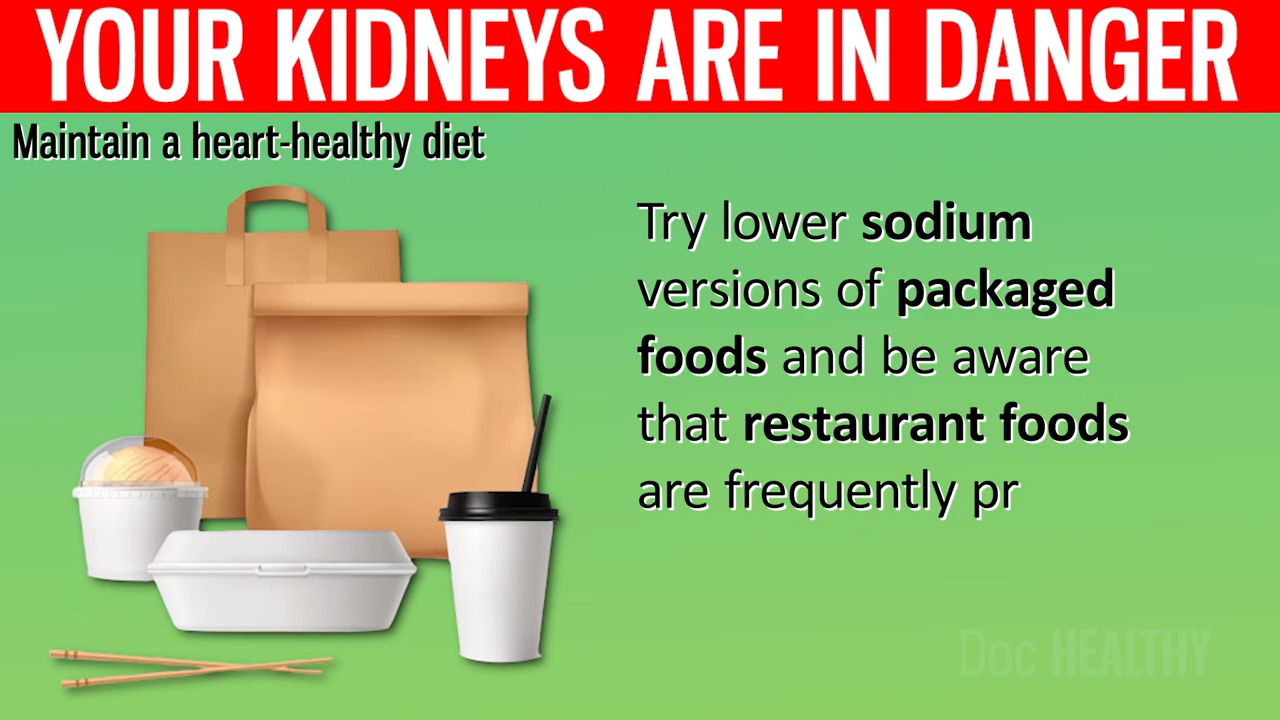 YOUR KIDNEYS ARE IN DANGER
Maintain a heart-healthy diet
Try lower sodium
versions of packaged
foods and be aware
that restaurant foods
are frequently pr
Doc HEALTHY